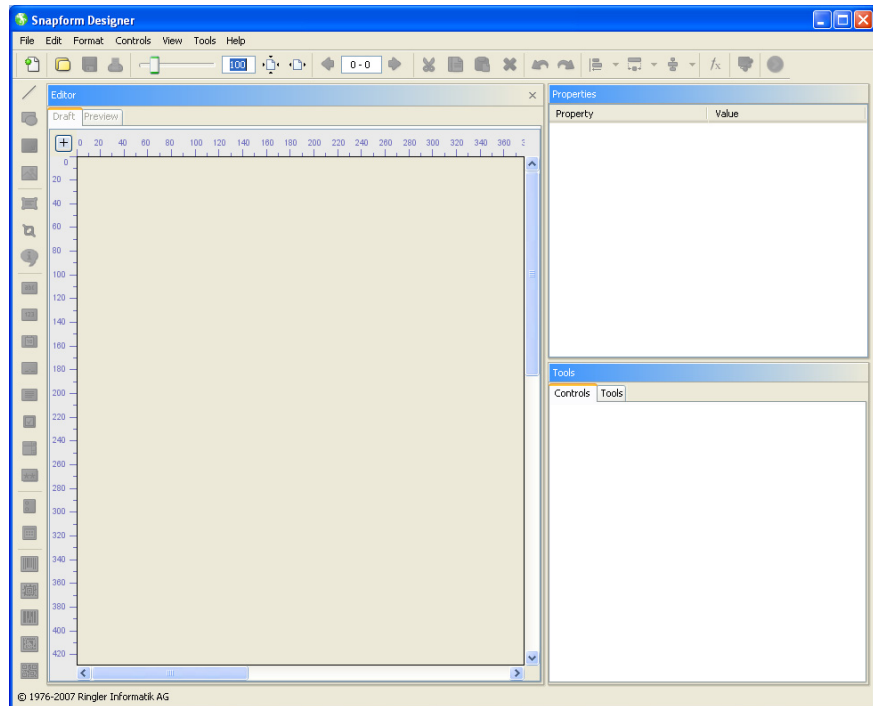 Snapform Designer
File Edit Format Controls View Tools Help
100 0 - 0 fx
Editor
Draft Preview
0 20 40 60 80 100 120 140 160 180 200 220 240 260 280 300 320 340 360
0
20
40
60
80
100
120
140
160
180
200
220
240
260
280
300
320
340
360
380
400
420
Properties
Property Value
Tools
Controls Tools
© 1976-2007 Ringler Informatik AG